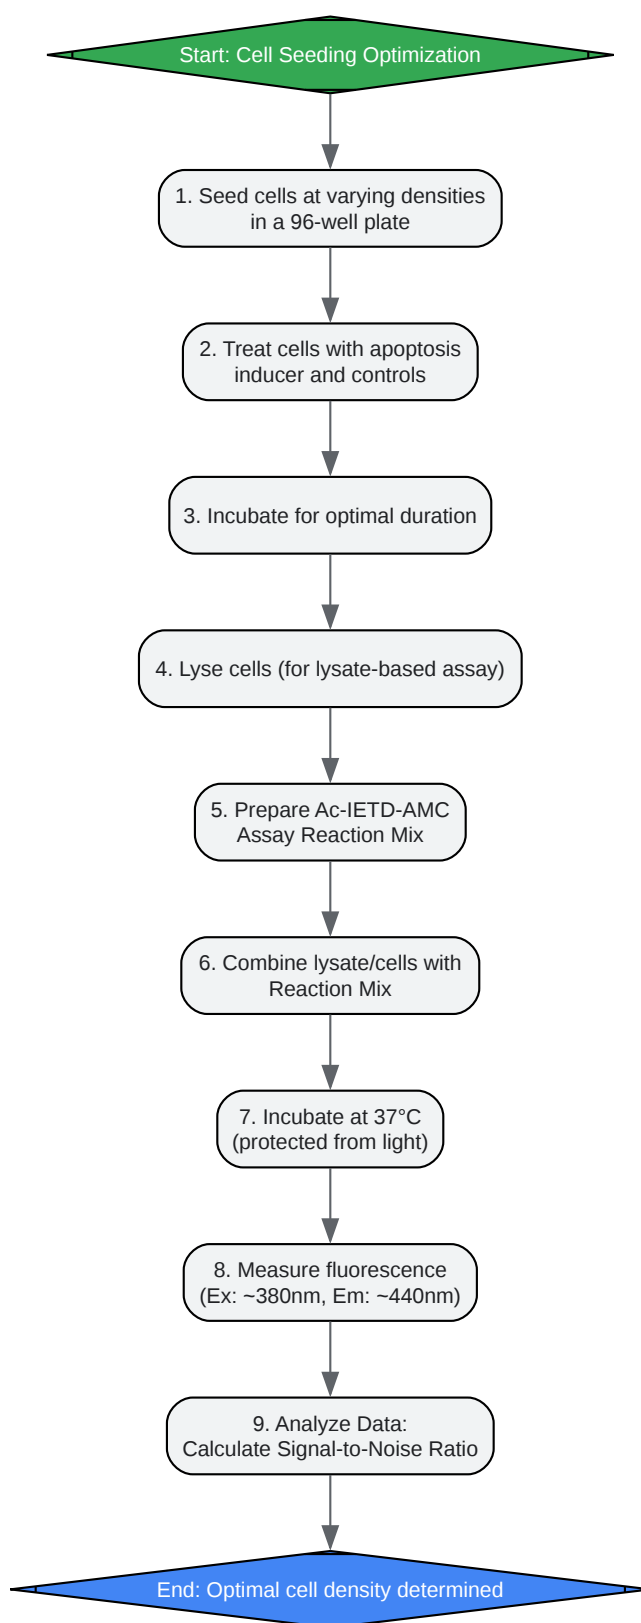 Start: Cell Seeding Optimization
1. Seed cells at varying densities
in a 96-well plate
2. Treat cells with apoptosis
inducer and controls
3. Incubate for optimal duration
4. Lyse cells (for lysate-based assay)
5. Prepare Ac-IETD-AMC
Assay Reaction Mix
6. Combine lysate/cells with
Reaction Mix
7. Incubate at 37°C
(protected from light)
8. Measure fluorescence
(Ex: ~380nm, Em: ~440nm)
9. Analyze Data:
Calculate Signal-to-Noise Ratio
End: Optimal cell density determined